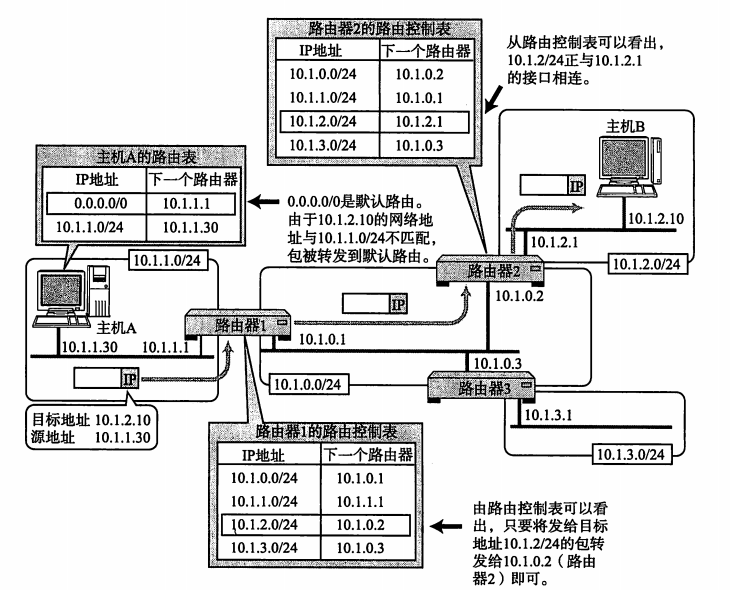 路由器2的路由控制表
IP地址 下一个路由器
10.1.0.0/24 10.1.0.2
10.1.1.0/24 10.1.0.1
10.1.2.0/24 10.1.2.1
10.1.3.0/24 10.1.0.3
从路由控制表可以看出，
10.1.2/24正与10.1.2.1
的接口相连。
主机B
IP
10.1.2.10
10.1.2.1
10.1.2.0/24
主机A的路由表
IP地址 下一个路由器
0.0.0.0/0 10.1.1.1
10.1.1.0/24 10.1.1.30
0.0.0.0/0是默认路由。
由于10.1.2.10的网络地
址与10.1.1.0/24不匹配，
包被转发到默认路由。
10.1.1.0/24
主机A
10.1.1.30 10.1.1.1
IP
目标地址 10.1.2.10
源地址 10.1.1.30
路由器1
10.1.0.1
IP
路由器2
10.1.0.2
10.1.0.3
10.1.0.0/24
路由器3
10.1.3.1
10.1.3.0/24
路由器1的路由控制表
IP地址 下一个路由器
10.1.0.0/24 10.1.0.1
10.1.1.0/24 10.1.1.1
10.1.2.0/24 10.1.0.2
10.1.3.0/24 10.1.0.3
由路由控制表可以看
出，只要将发给目标
地址10.1.2/24的包转
发给10.1.0.2（路由
器2）即可。